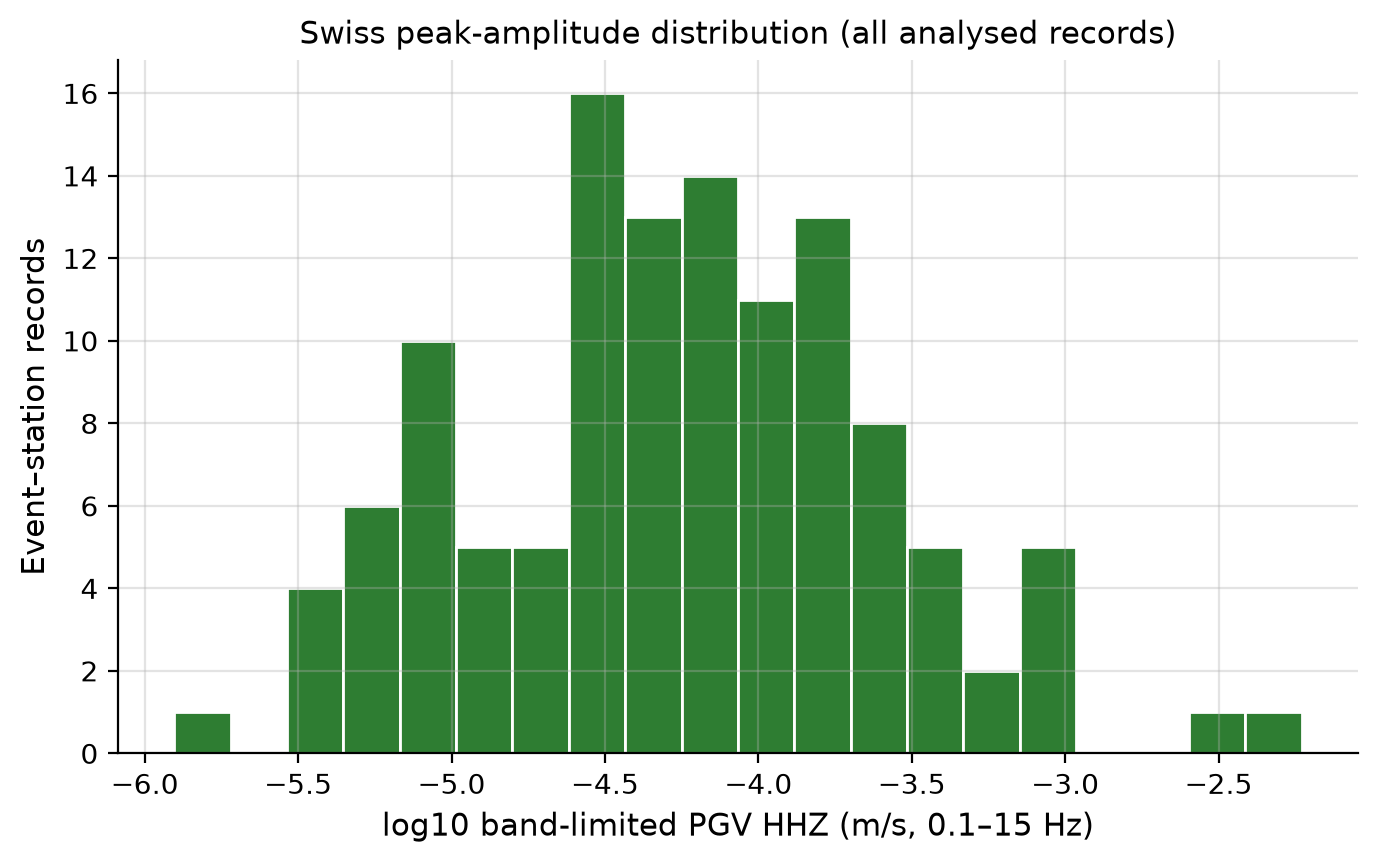 Swiss peak-amplitude distribution (all analysed records)
Event–station records
16
14
12
10
8
6
4
2
0
−6.0 −5.5 −5.0 −4.5 −4.0 −3.5 −3.0 −2.5
log10 band-limited PGV HHZ (m/s, 0.1–15 Hz)